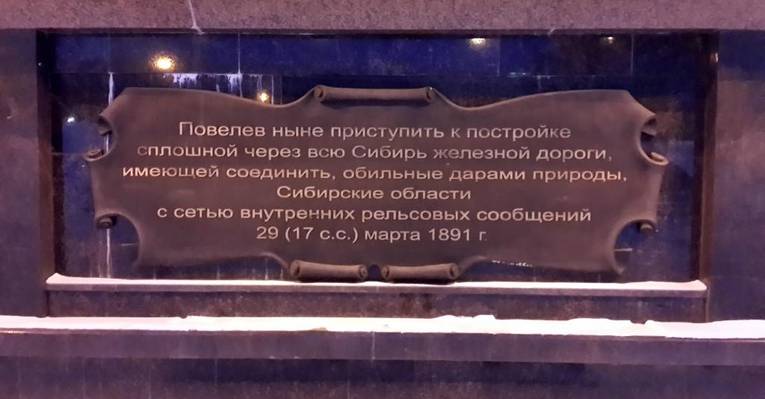 Повелев ныне приступить к постройке
сплошной через всю Сибирь железной дороги,
имеющей соединить, обильные дарами природы,
Сибирские области
с сетью внутренних рельсовых сообщений
29 (17 с.с.) марта 1891 г.